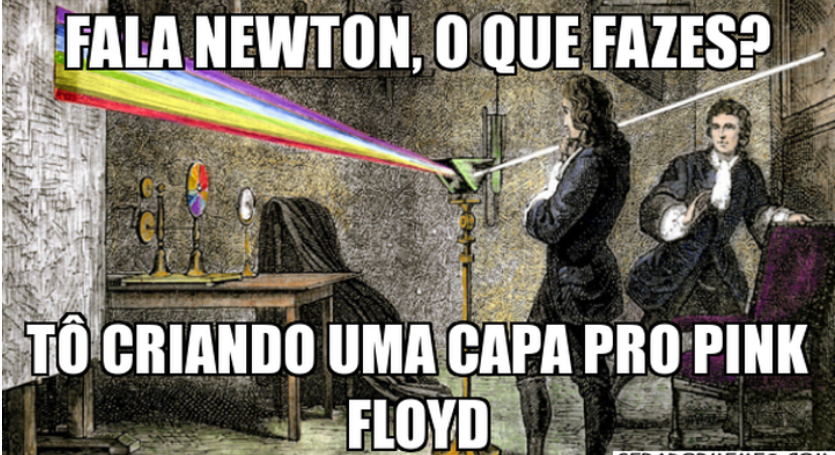 FALA NEWTON, O QUE FAZES?
TÔ CRIANDO UMA CAPA PRO PINK
FLOYD